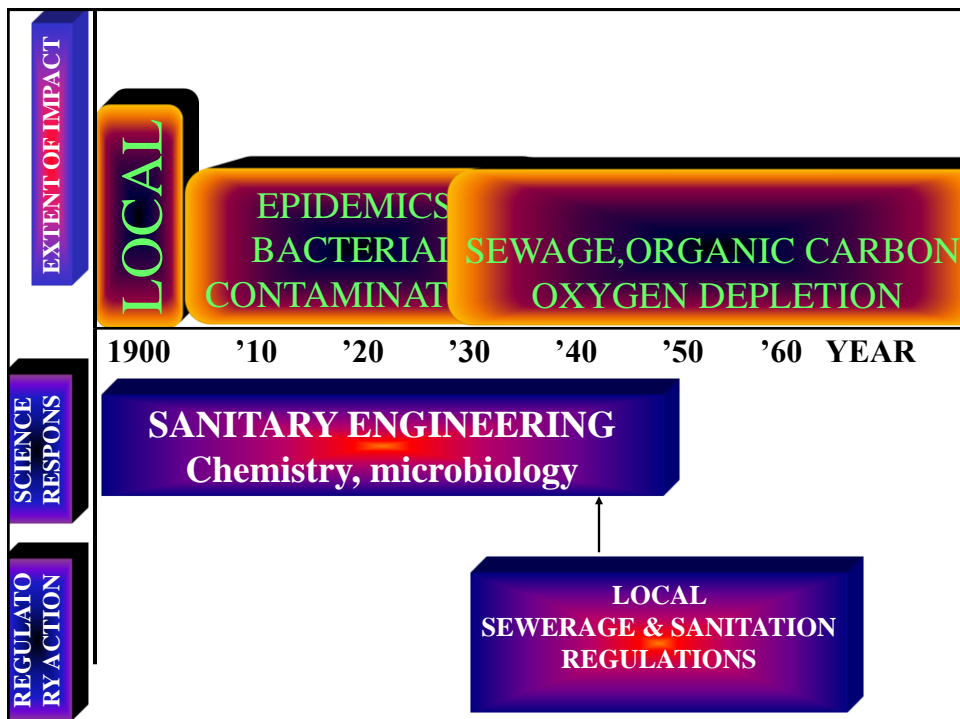 EXTENT OF IMPACT
LOCAL
EPIDEMICS
BACTERIAL
CONTAMINAT
SEWAGE,ORGANIC CARBON
OXYGEN DEPLETION
1900 ’10 ’20 ’30 ’40 ’50 ’60 YEAR
SCIENCE
RESPONS
SANITARY ENGINEERING
Chemistry, microbiology
REGULATO
RY ACTION
LOCAL
SEWERAGE & SANITATION
REGULATIONS